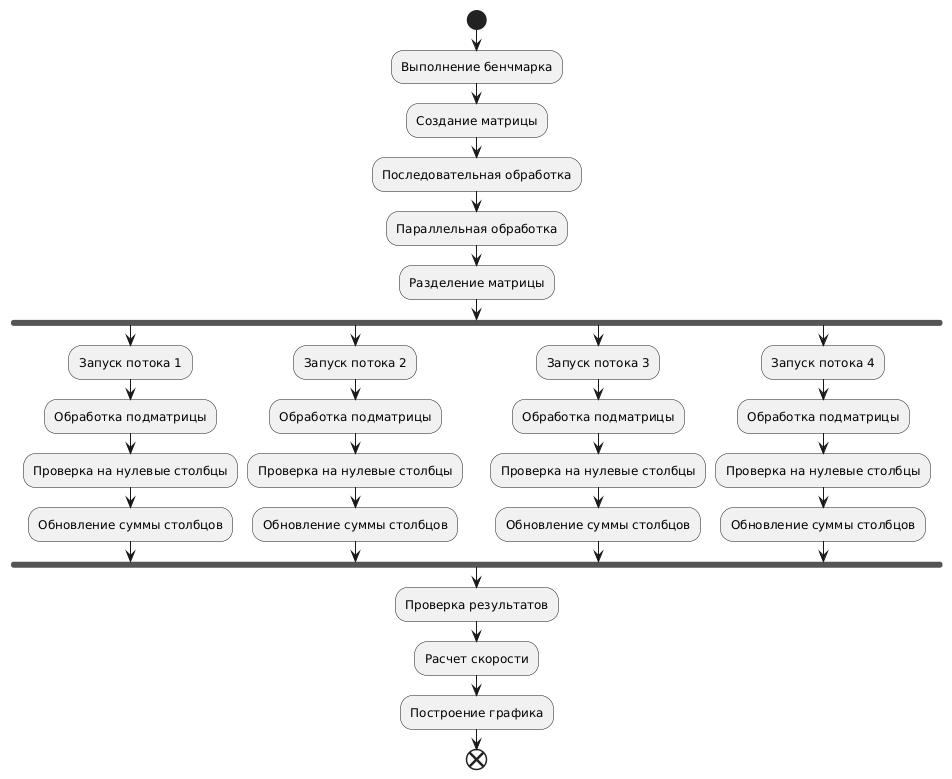 Выполнение бенчмарка
Создание матрицы
Последовательная обработка
Параллельная обработка
Разделение матрицы
Запуск потока 1
Запуск потока 2
Запуск потока 3
Запуск потока 4
Обработка подматрицы
Обработка подматрицы
Обработка подматрицы
Обработка подматрицы
Проверка на нулевые столбцы
Проверка на нулевые столбцы
Проверка на нулевые столбцы
Проверка на нулевые столбцы
Обновление суммы столбцов
Обновление суммы столбцов
Обновление суммы столбцов
Обновление суммы столбцов
Проверка результатов
Расчет скорости
Построение графика